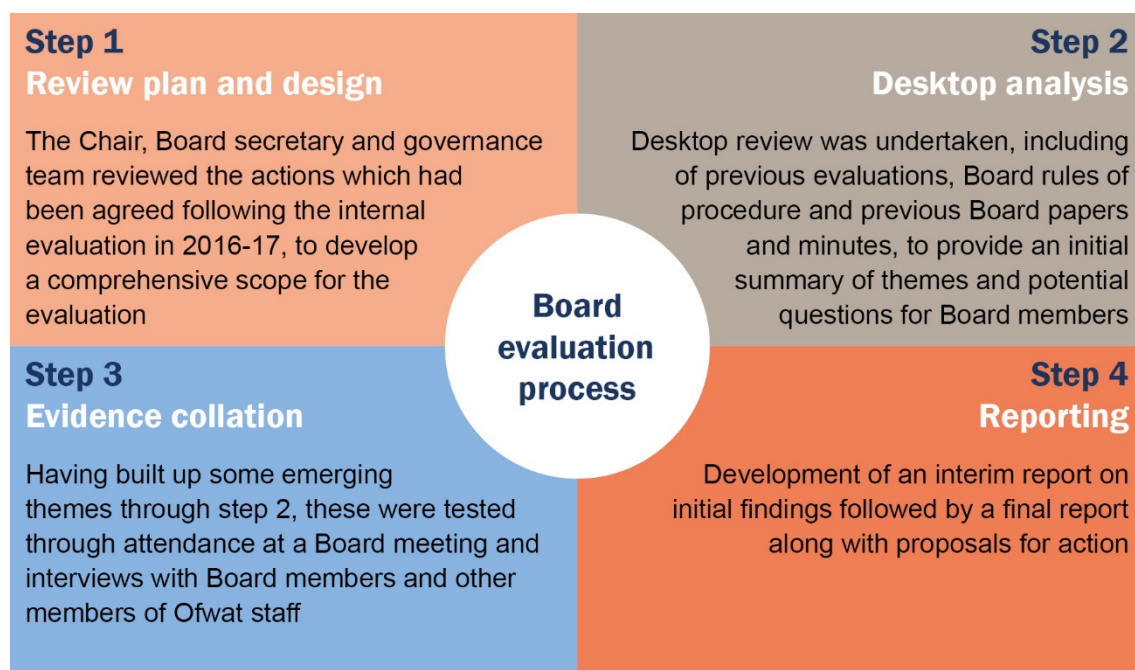 Step 1
Review plan and design
The Chair, Board secretary and governance
team reviewed the actions which had
been agreed following the internal
evaluation in 2016-17, to develop
a comprehensive scope for the
evaluation
Step 2
Desktop analysis
Desktop review was undertaken, including
of previous evaluations, Board rules of
procedure and previous Board papers
and minutes, to provide an initial
summary of themes and potential
questions for Board members
Board
evaluation
process
Step 3
Evidence collation
Having built up some emerging
themes through step 2, these were tested
through attendance at a Board meeting and
interviews with Board members and other
members of Ofwat staff
Step 4
Reporting
Development of an interim report on
initial findings followed by a final report
along with proposals for action